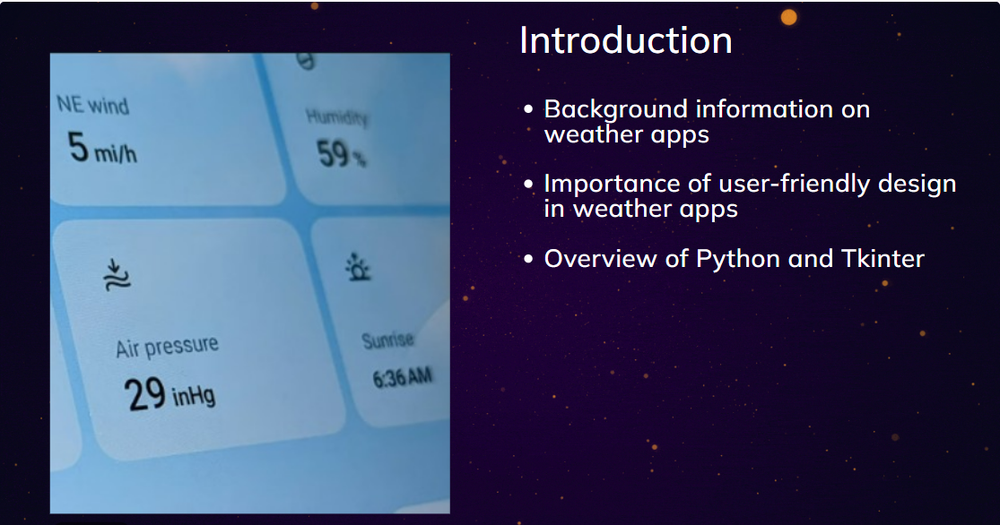 Introduction
• Background information on
weather apps
• Importance of user-friendly design
in weather apps
• Overview of Python and Tkinter
NE wind
5 mi/h
Humidity
59 %
Air pressure
29 inHg
Sunrise
6:36 AM